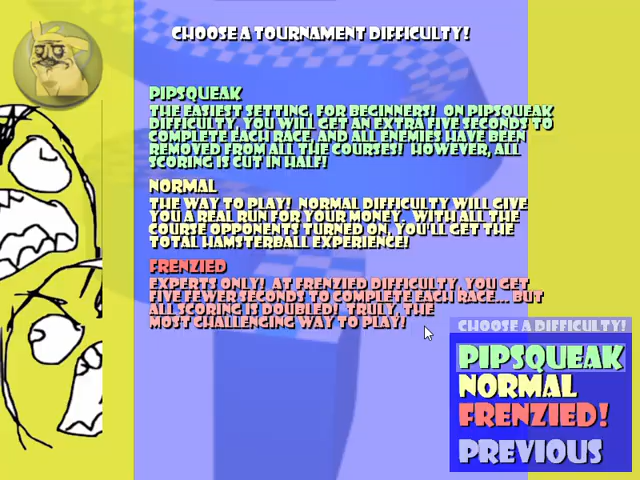 CHOOSE A TOURNAMENT DIFFICULTY!
PIPSQUEAK
THE EASIEST SETTING, FOR BEGINNERS! ON PIPSQUEAK
DIFFICULTY, YOU WILL GET AN EXTRA FIVE SECONDS TO
COMPLETE EACH RACE, AND ALL ENEMIES HAVE BEEN
REMOVED FROM ALL THE COURSES! HOWEVER, ALL
SCORING IS CUT IN HALF!
NORMAL
THE WAY TO PLAY! NORMAL DIFFICULTY WILL GIVE
YOU A REAL RUN FOR YOUR MONEY. WITH ALL THE
COURSE OPPONENTS TURNED ON, YOU'LL GET THE
TOTAL HAMSTERBALL EXPERIENCE!
FRENZIED
EXPERTS ONLY! AT FRENZIED DIFFICULTY, YOU GET
FIVE FEWER SECONDS TO COMPLETE EACH RACE... BUT
ALL SCORING IS DOUBLED! TRULY, THE
MOST CHALLENGING WAY TO PLAY!
CHOOSE A DIFFICULTY!
PIPSQUEAK
NORMAL
FRENZIED!
PREVIOUS